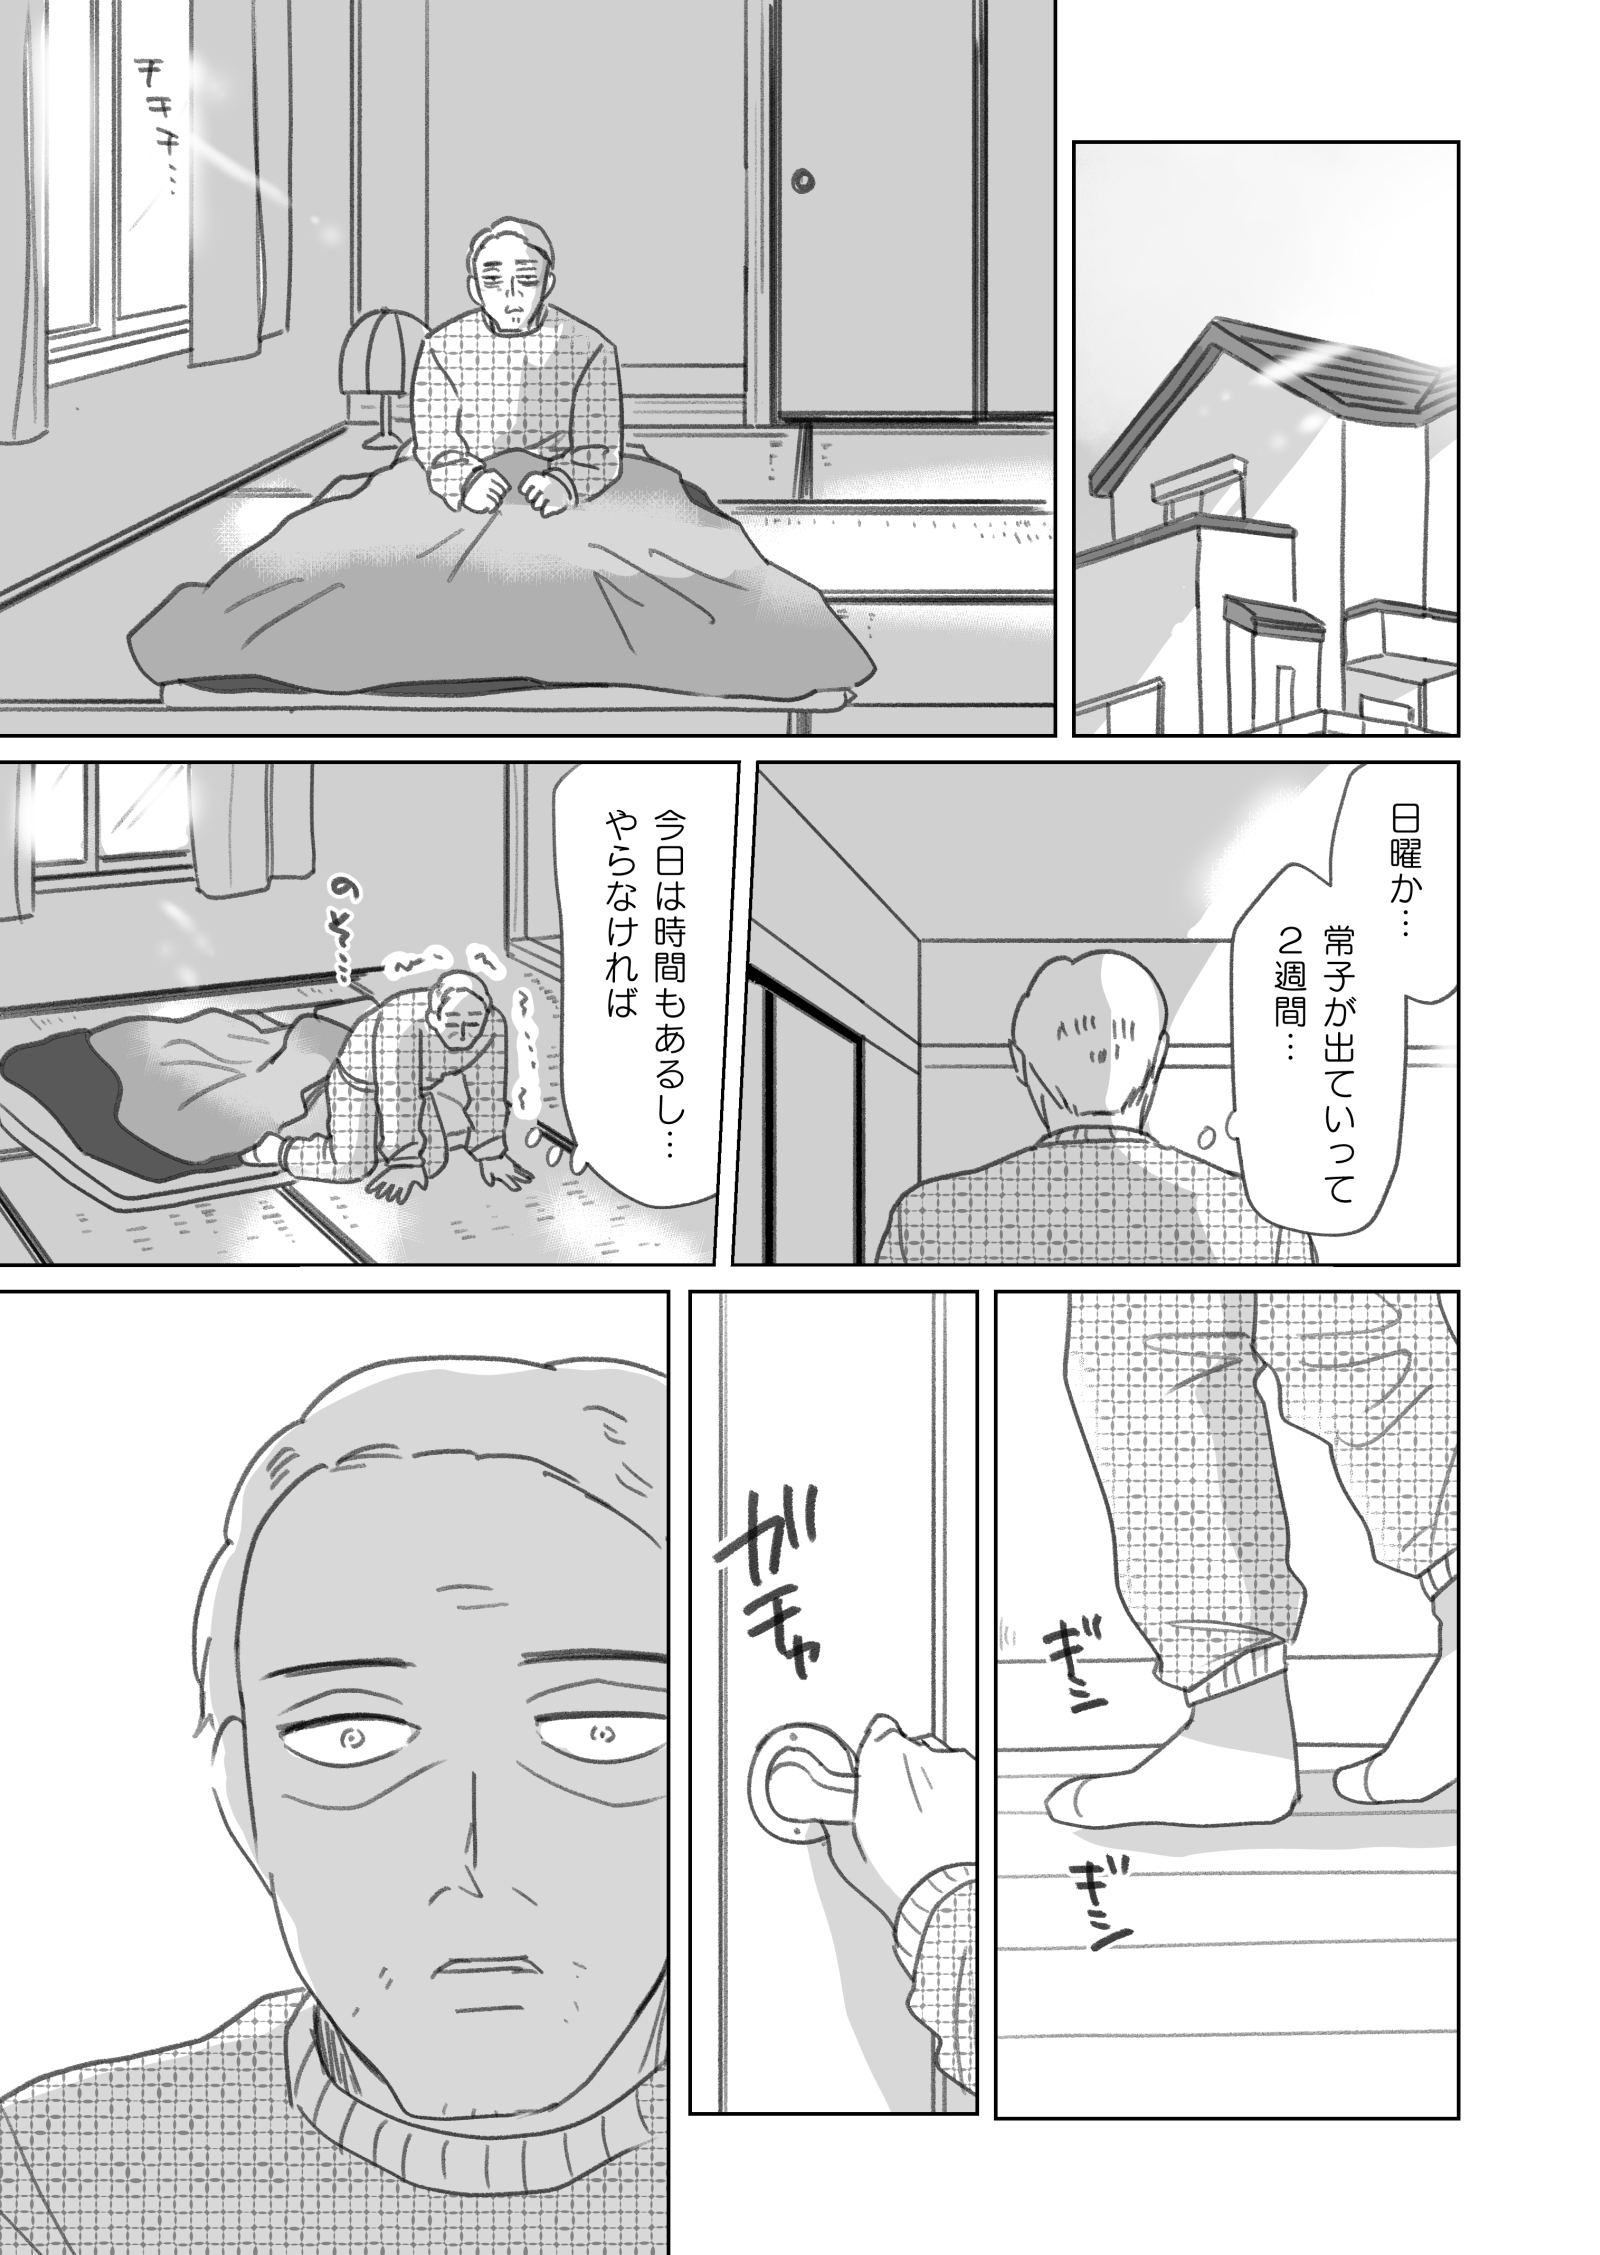 チチチ…
日曜か…
常子が出ていって
2週間…
今日は時間もあるし…
やらなければ
のそ…
ギシ
ギシ
ガチャ